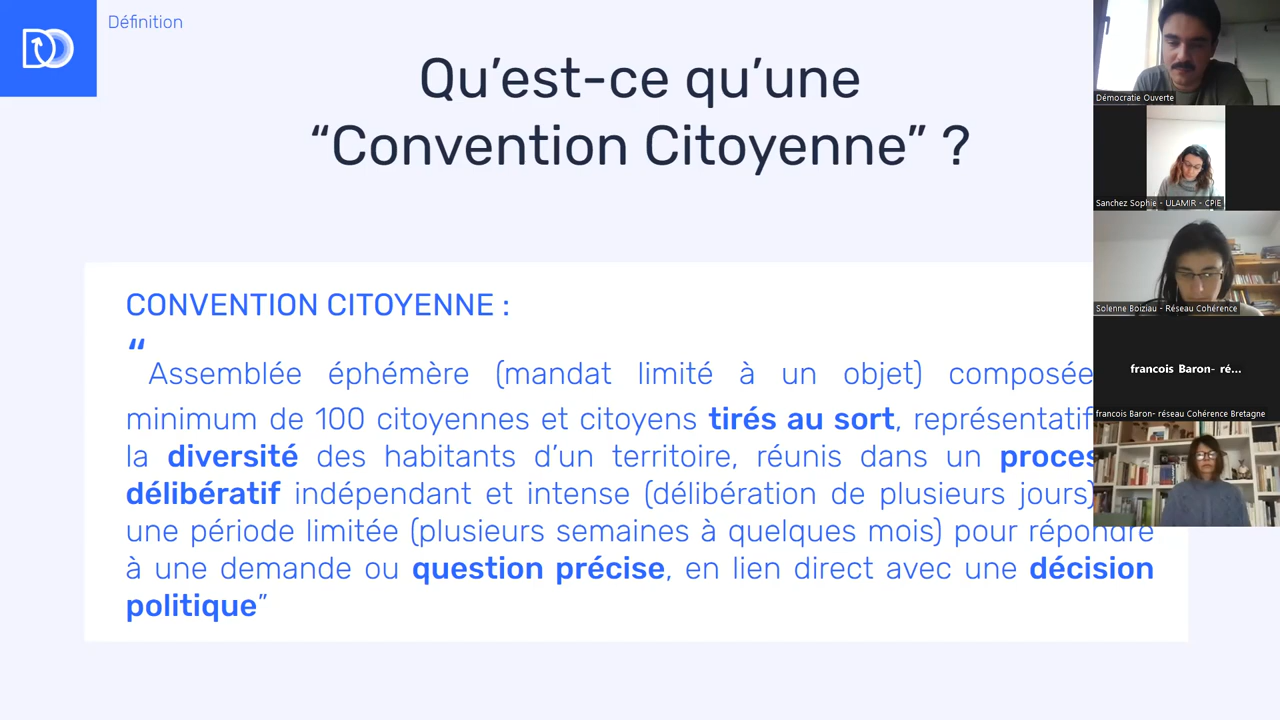 Définition
Qu’est-ce qu’une
“Convention Citoyenne” ?
CONVENTION CITOYENNE :
“Assemblée éphémère (mandat limité à un objet) composée
minimum de 100 citoyennes et citoyens tirés au sort,
la diversité des habitants d’un territoire, réunis dans un
délibératif indépendant et intense (délibération de plusieurs jours)
une période limitée (plusieurs semaines à quelques mois) pour répondre
à une demande ou question précise, en lien direct avec une décision
politique”
Démocratie Ouverte
Sanchez Sophie - ULAMIR - CPIE
Solenne Boiziau - Réseau Cohérence
francois Baron- ré...
francois Baron- réseau Cohérence Bretagne